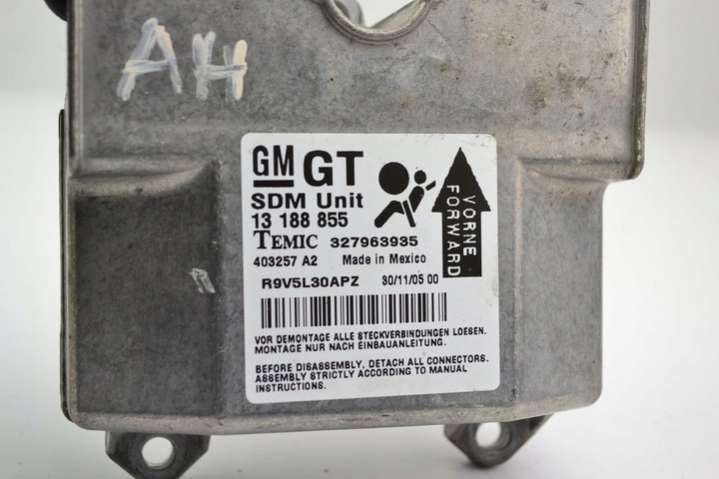 AH
GM GT
SDM Unit
13 188 855
TEMIC 327963935
403257 A2 Made in Mexico
R9V5L30APZ 30/11/05 00
VORNE
FORWARD
VOR DEMONTAGE ALLE STECKVERBINDUNGEN LOESEN.
MONTAGE NUR NACH EINBAUANLEITUNG.
BEFORE DISASSEMBLY, DETACH ALL CONNECTORS.
ASSEMBLY STRICTLY ACCORDING TO MANUAL
INSTRUCTIONS.